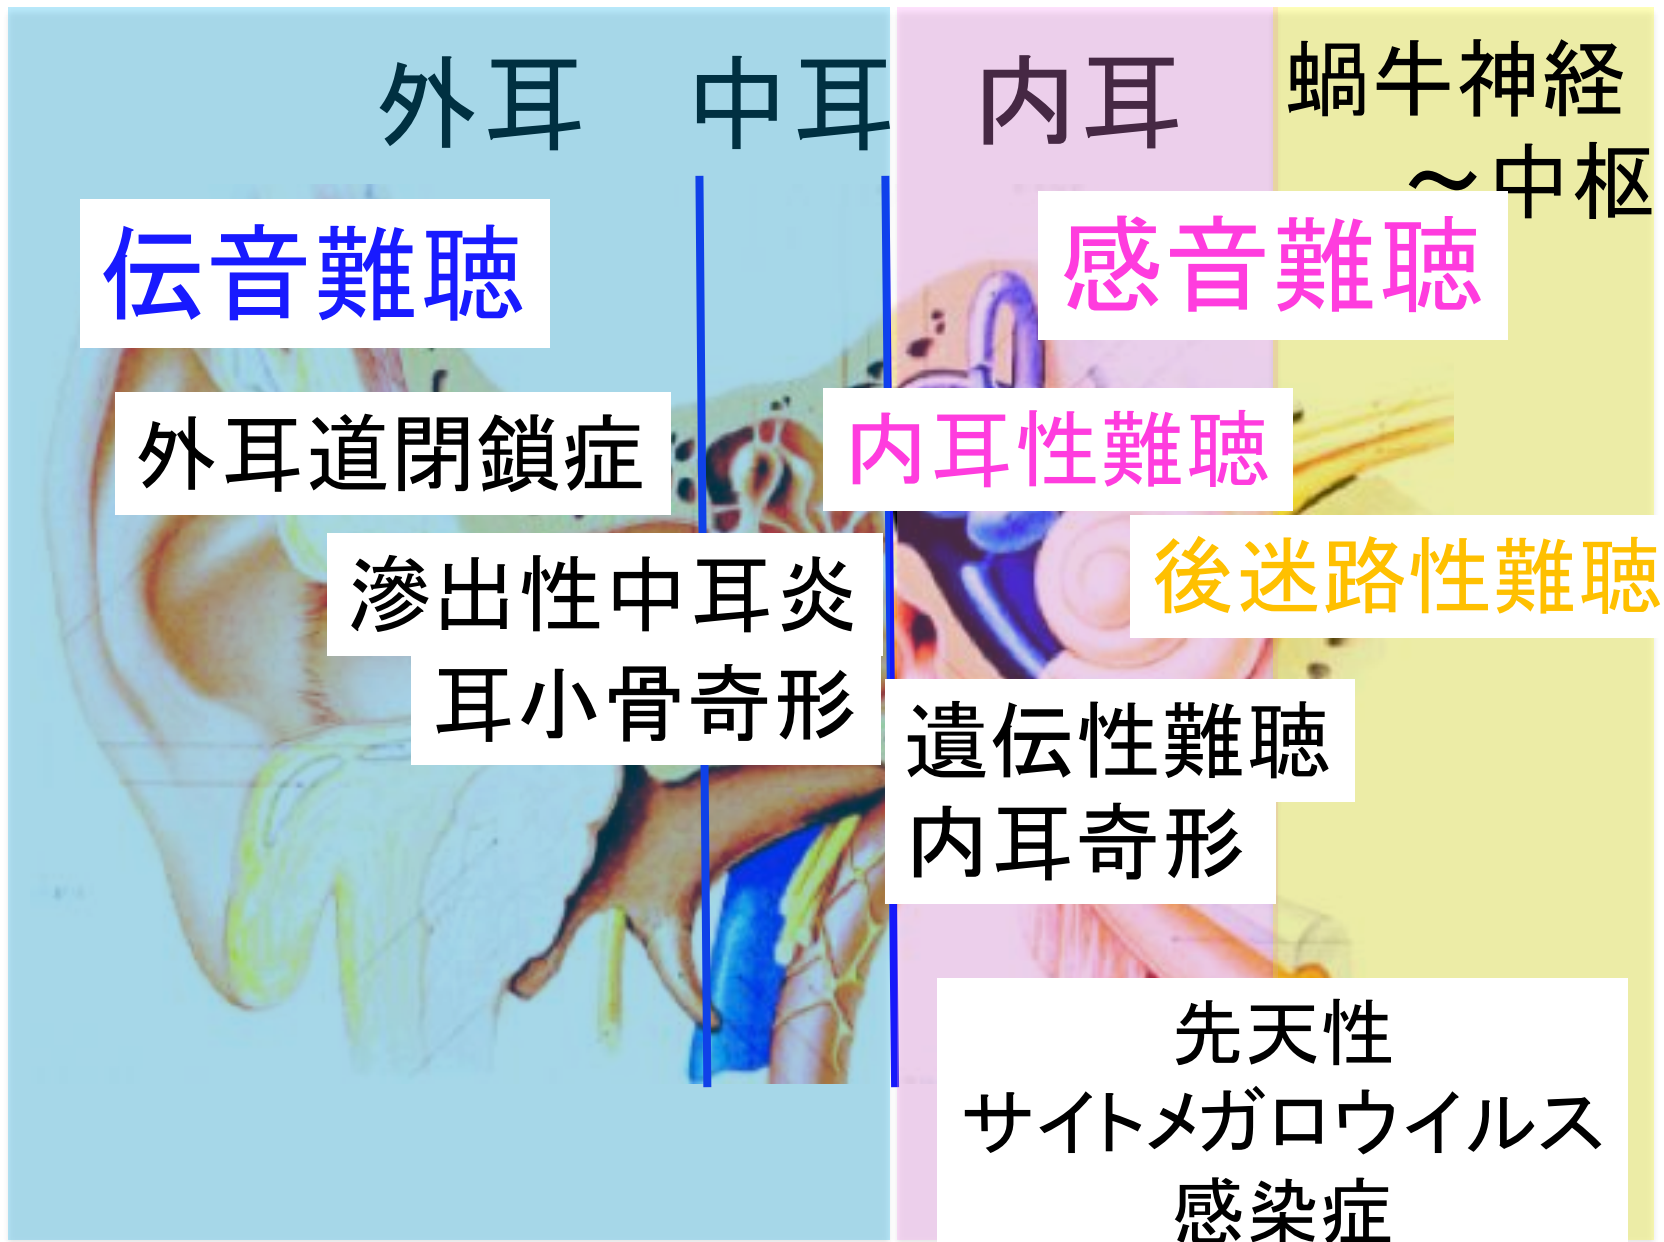 外耳
中耳
内耳
蝸牛神経
～中枢
伝音難聴
感音難聴
外耳道閉鎖症
内耳性難聴
滲出性中耳炎
後迷路性難聴
耳小骨奇形
遺伝性難聴
内耳奇形
先天性
サイトメガロウイルス
感染症